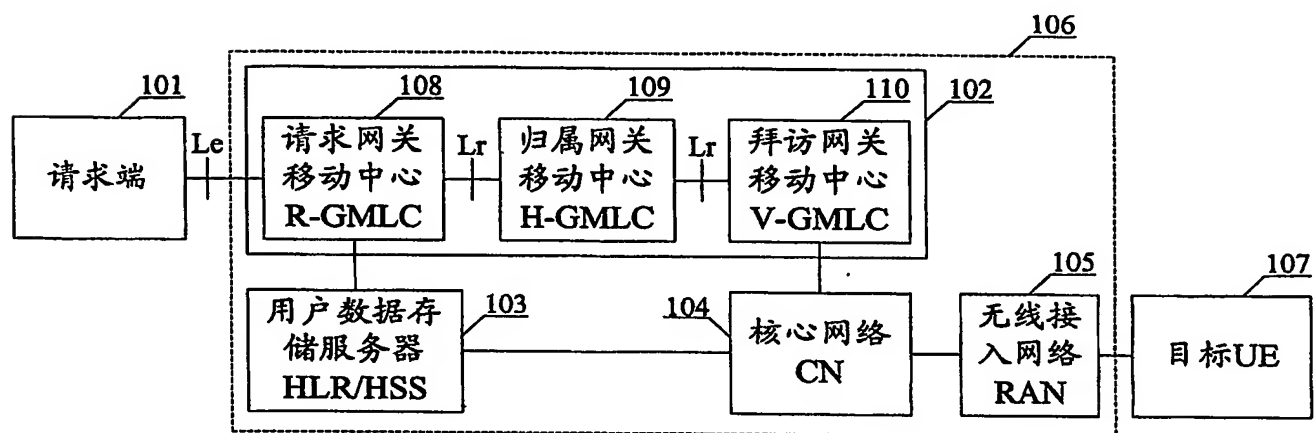 106
101
108
109
110
102
请求端
Le
请求网关
移动中心
R-GMLC
Lr
归属网关
移动中心
H-GMLC
Lr
拜访网关
移动中心
V-GMLC
103
用户数据存
储服务器
HLR/HSS
104
核心网络
CN
105
无线接
入网络
RAN
107
目标UE